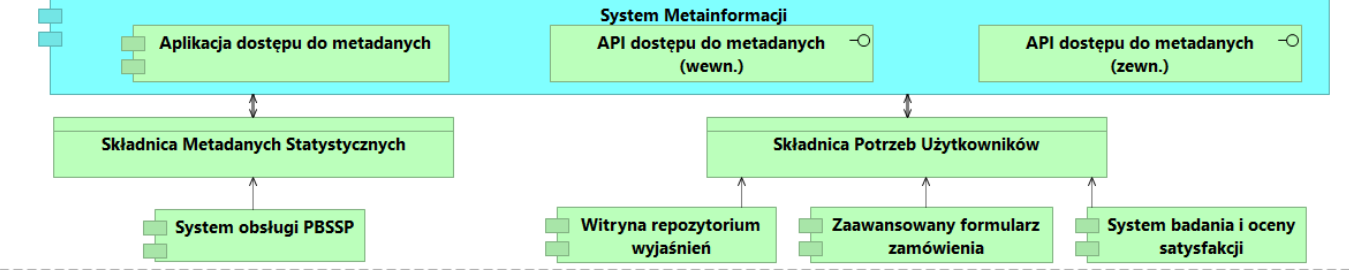 System Metainformacji
Aplikacja dostępu do metadanych
API dostępu do metadanych
(wewn.)
API dostępu do metadanych
(zewn.)
Składnica Metadanych Statystycznych
Składnica Potrzeb Użytkowników
System obsługi PBSSP
Witryna repozytorium
wyjaśnień
Zaawansowany formularz
zamówienia
System badania i oceny
satysfakcji